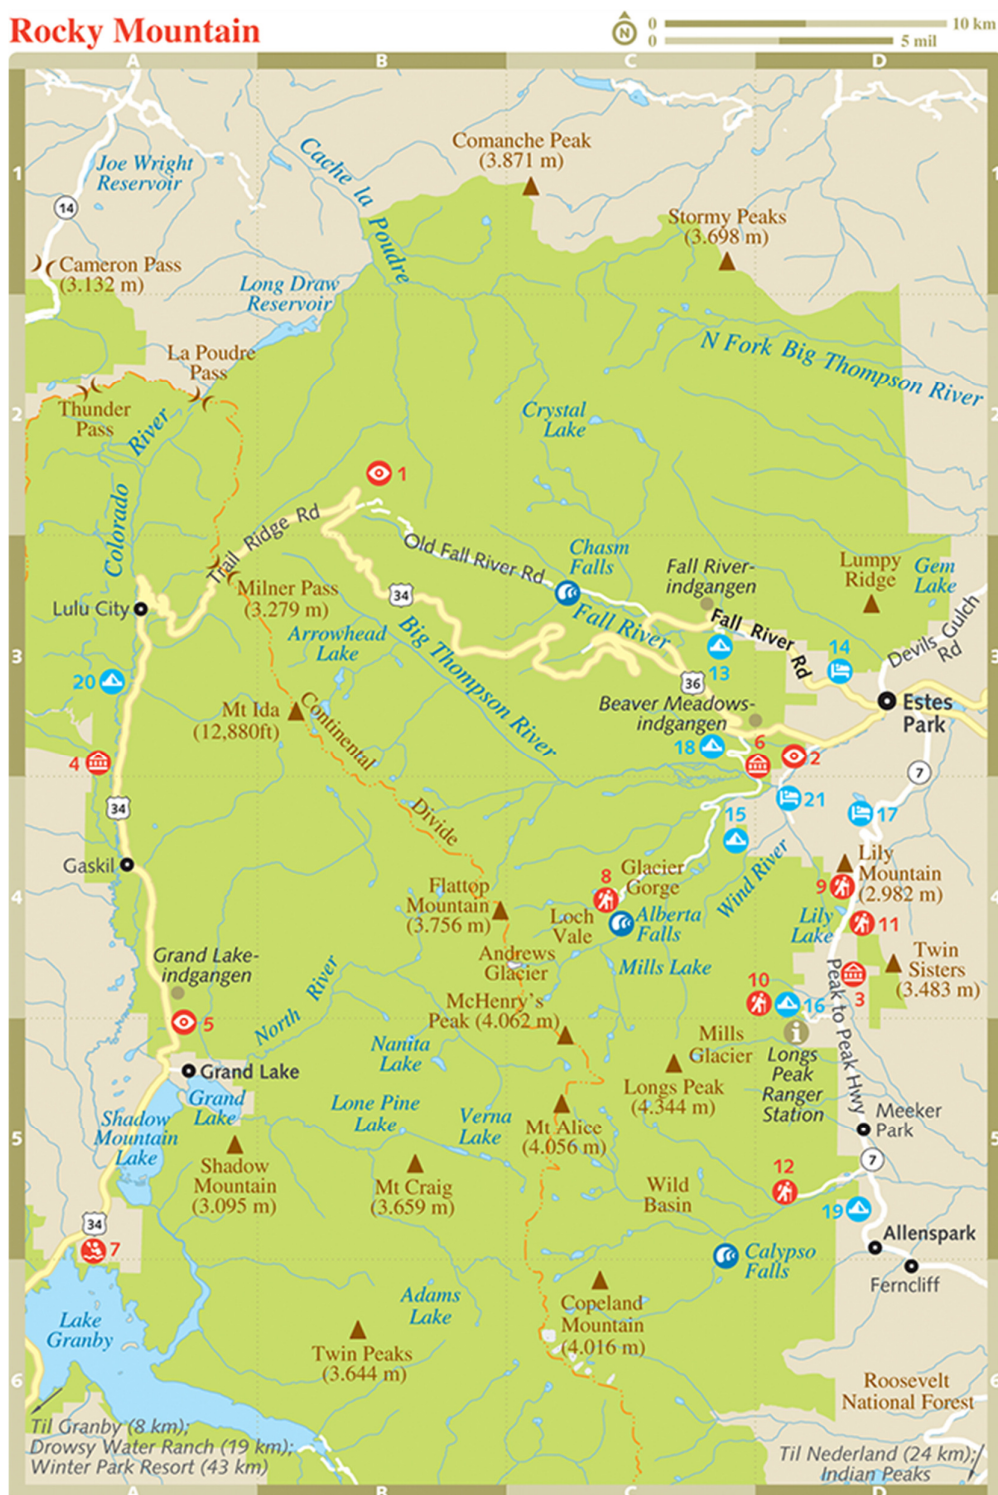 Rocky Mountain
N
0 10 km
0 5 mil
A B C D
1 1
Comanche Peak
(3.871 m)
Joe Wright
Reservoir
Cache la Poudre
14
Stormy Peaks
(3.698 m)
Cameron Pass
(3.132 m)
Long Draw
Reservoir
N Fork Big Thompson River
La Poudre
Pass
Thunder
Pass
2 2
Crystal
Lake
Colorado River
1
Trail Ridge Rd
Old Fall River Rd
Chasm
Falls
Fall River-
indgangen
Lumpy
Ridge
Gem
Lake
Milner Pass
(3.279 m)
34
Lulu City
Fall River
Fall River Rd
Devils Gulch
Rd
Arrowhead
Lake
Big Thompson River
3 3
13
14
20
36
Mt Ida
(12,880ft)
Continental
Divide
Beaver Meadows-
indgangen
Estes
Park
18
6
2
4
7
34
21
17
15
Gaskil
Wind River
Lily
Mountain
(2.982 m)
Glacier
Gorge
8
9
Flattop
Mountain
(3.756 m)
4 4
Loch
Vale
Alberta
Falls
Lily
Lake
11
Grand Lake-
indgangen
Andrews
Glacier
Mills Lake
Twin
Sisters
(3.483 m)
North River
10
16
3
McHenry's
Peak (4.062 m)
5
Peak to Peak Hwy
Mills
Glacier
Nanita
Lake
Longs
Peak
Ranger
Station
Grand Lake
Longs Peak
(4.344 m)
Grand
Lake
Lone Pine
Lake
Verna
Lake
Mt Alice
(4.056 m)
Meeker
Park
Shadow
Mountain
Lake
5 5
Shadow
Mountain
(3.095 m)
Mt Craig
(3.659 m)
7
12
Wild
Basin
34
7
19
Allenspark
Calypso
Falls
Ferncliff
Adams
Lake
Copeland
Mountain
(4.016 m)
Lake
Granby
Twin Peaks
(3.644 m)
6 6
Roosevelt
National Forest
Til Granby (8 km);
Drowsy Water Ranch (19 km);
Winter Park Resort (43 km)
Til Nederland (24 km);
Indian Peaks
A B C D